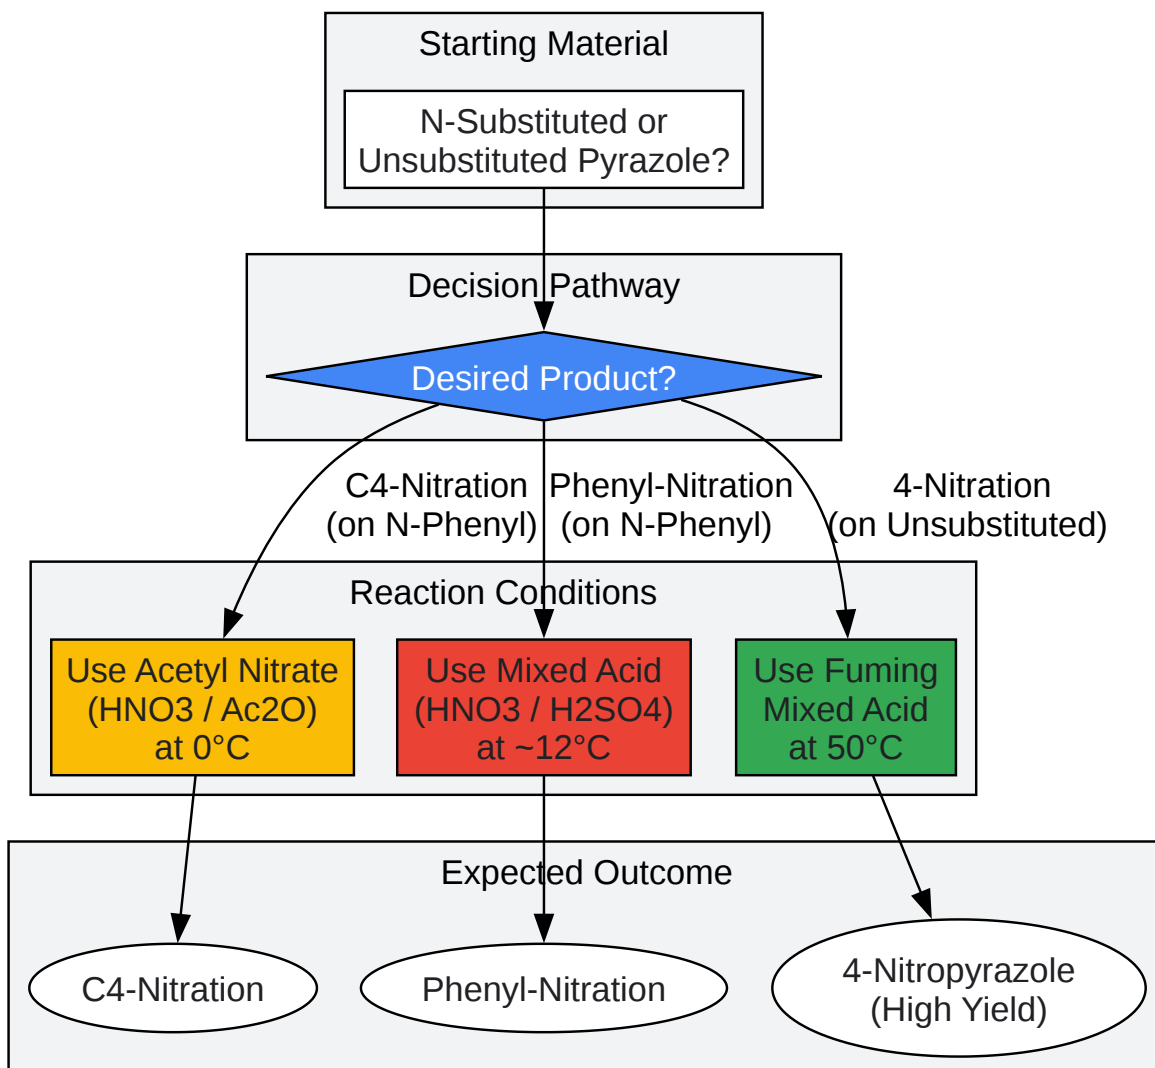 Starting Material
N-Substituted or
Unsubstituted Pyrazole?
Decision Pathway
Desired Product?
C4-Nitration
(on N-Phenyl)
Phenyl-Nitration
(on N-Phenyl)
4-Nitration
(on Unsubstituted)
Reaction Conditions
Use Acetyl Nitrate
(HNO3 / Ac2O)
at 0°C
Use Mixed Acid
(HNO3 / H2SO4)
at ~12°C
Use Fuming
Mixed Acid
at 50°C
Expected Outcome
C4-Nitration
Phenyl-Nitration
4-Nitropyrazole
(High Yield)